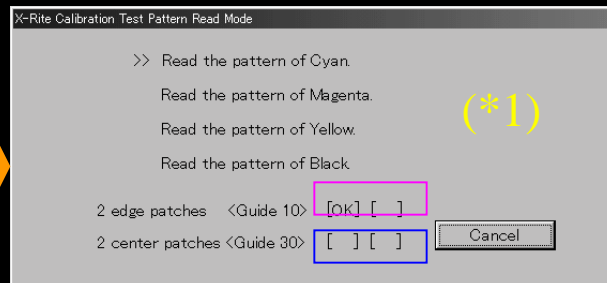 X-Rite Calibration Test Pattern Read Mode
>> Read the pattern of Cyan.
Read the pattern of Magenta.
(*1)
Read the pattern of Yellow.
Read the pattern of Black.
2 edge patches <Guide 10> [OK] [ ]
2 center patches <Guide 30> [ ] [ ]
Cancel